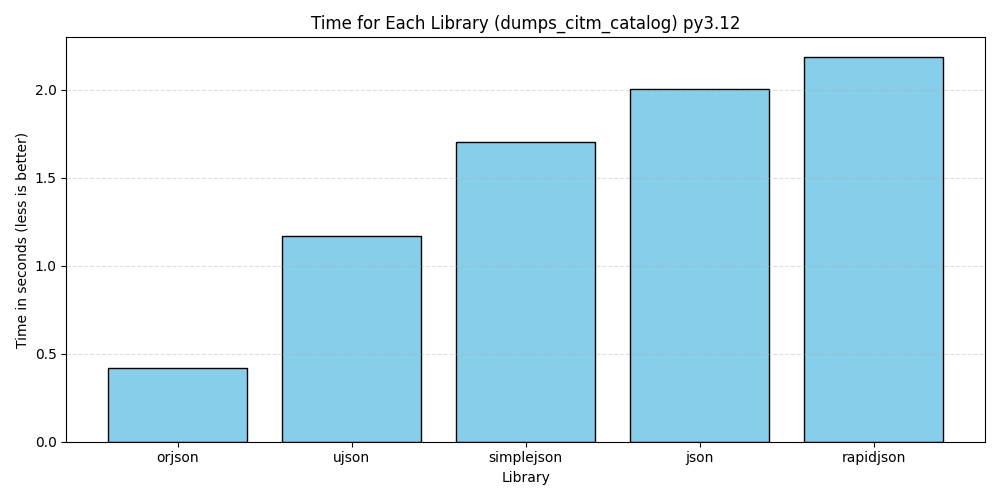 Time for Each Library (dumps_citm_catalog) py3.12
Time in seconds (less is better)
2.0
1.5
1.0
0.5
0.0
orjson ujson simplejson json rapidjson
Library